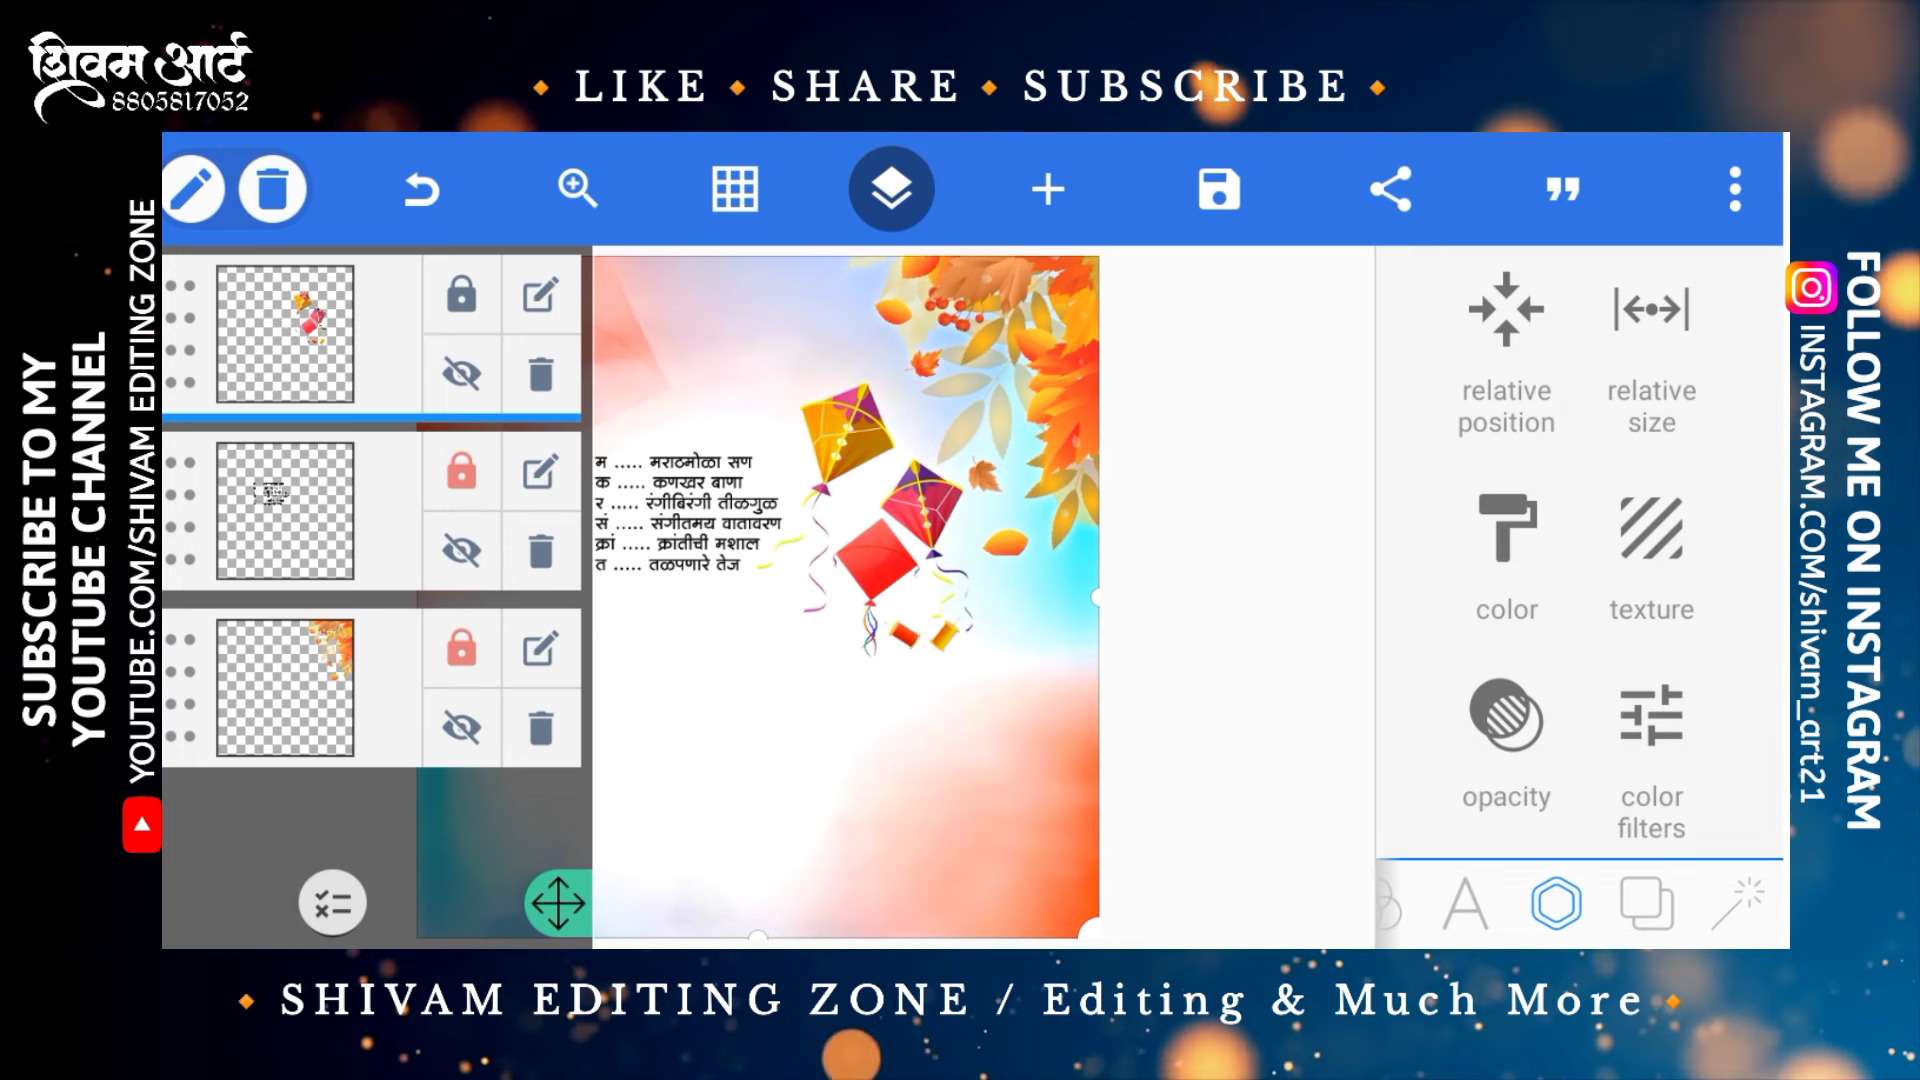 शिवम आर्ट
8805817052
LIKE SHARE SUBSCRIBE
SUBSCRIBE TO MY
YOUTUBE CHANNEL
YOUTUBE.COM/SHIVAM EDITING ZONE
म ..... मराठमोळा सण
क ..... कणखर बाणा
र ..... रंगीबिरंगी तीळगुळ
सं ..... संगीतमय वातावरण
क्रां ..... क्रांतीची मशाल
त ..... तळपणारे तेज
relative
position
relative
size
color
texture
opacity
color
filters
FOLLOW ME ON INSTAGRAM
INSTAGRAM.COM/shivam_art21
SHIVAM EDITING ZONE / Editing & Much More